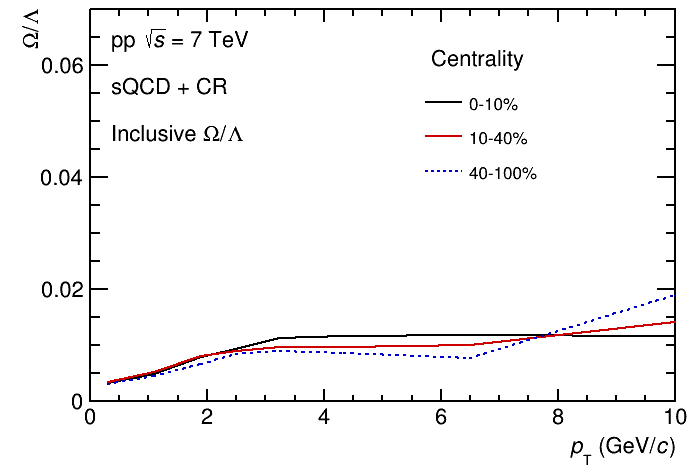 Ω/Λ
pp √s = 7 TeV
sQCD + CR
Inclusive Ω/Λ
Centrality
0-10%
10-40%
40-100%
0.06
0.04
0.02
0
0 2 4 6 8 10
pT (GeV/c)